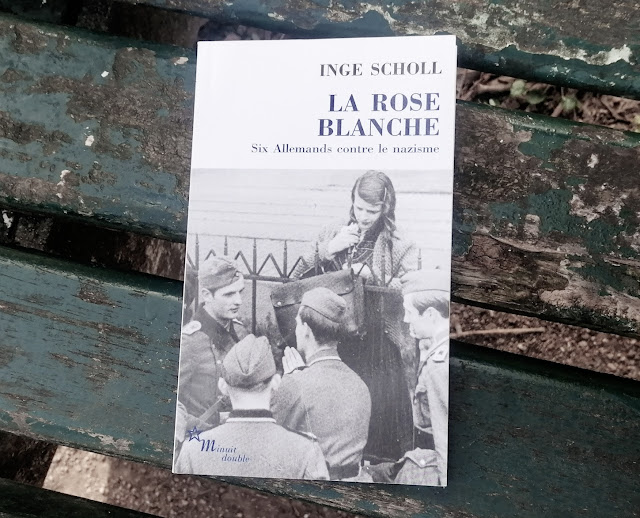 INGE SCHOLL
LA ROSE
BLANCHE
Six Allemands contre le nazisme
Minuit
double